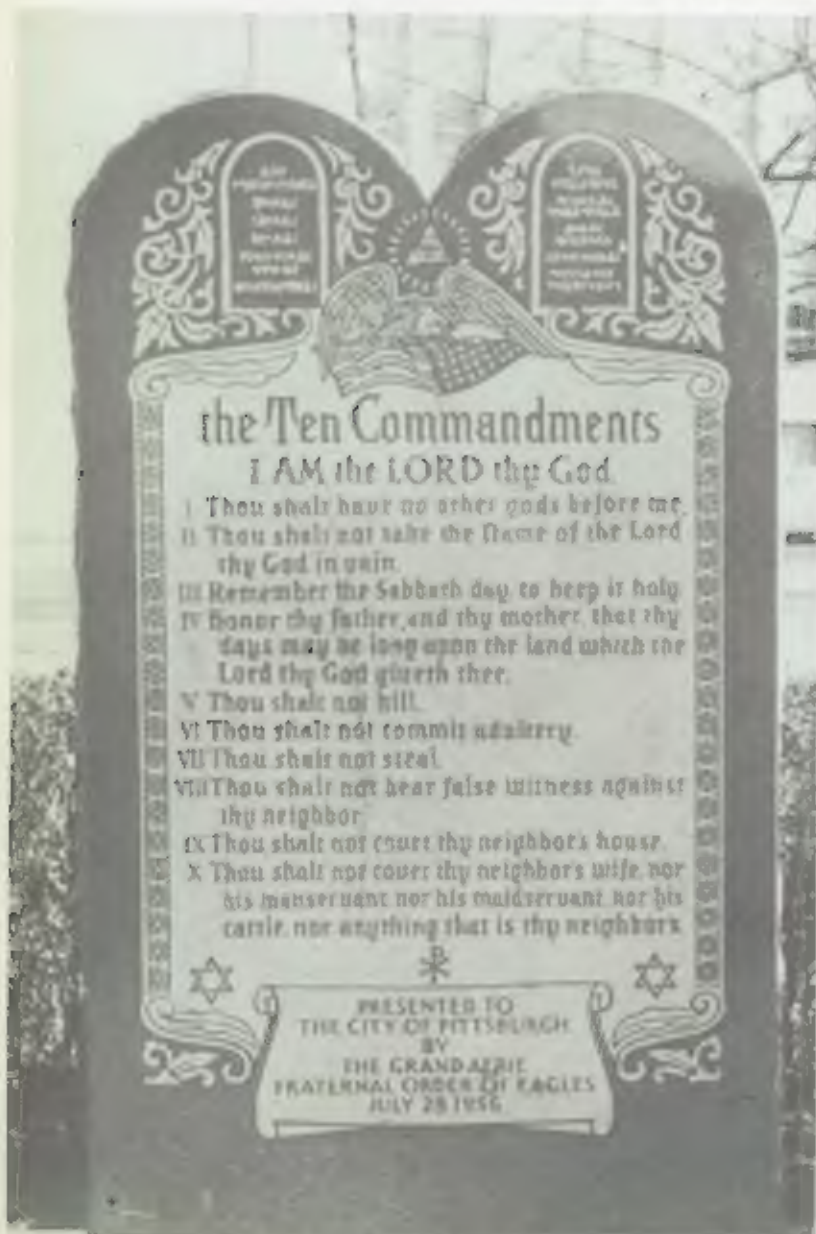 the Ten Commandments
I AM the LORD thy God.
I Thou shalt have no other gods before me.
II Thou shalt not take the Name of the Lord
thy God in vain.
III Remember the Sabbath day, to keep it holy.
IV Honor thy father, and thy mother, that thy
days may be long upon the land which the
Lord thy God giveth thee.
V Thou shalt not kill.
VI Thou shalt not commit adultery.
VII Thou shalt not steal.
VIII Thou shalt not bear false witness against
thy neighbor.
IX Thou shalt not covet thy neighbor's house.
X Thou shalt not covet thy neighbor's wife, nor
his manservant, nor his maidservant, nor his
cattle, nor anything that is thy neighbor's.
PRESENTED TO
THE CITY OF PITTSBURGH
BY
THE GRAND AERIE
FRATERNAL ORDER OF EAGLES
JULY 28 1956